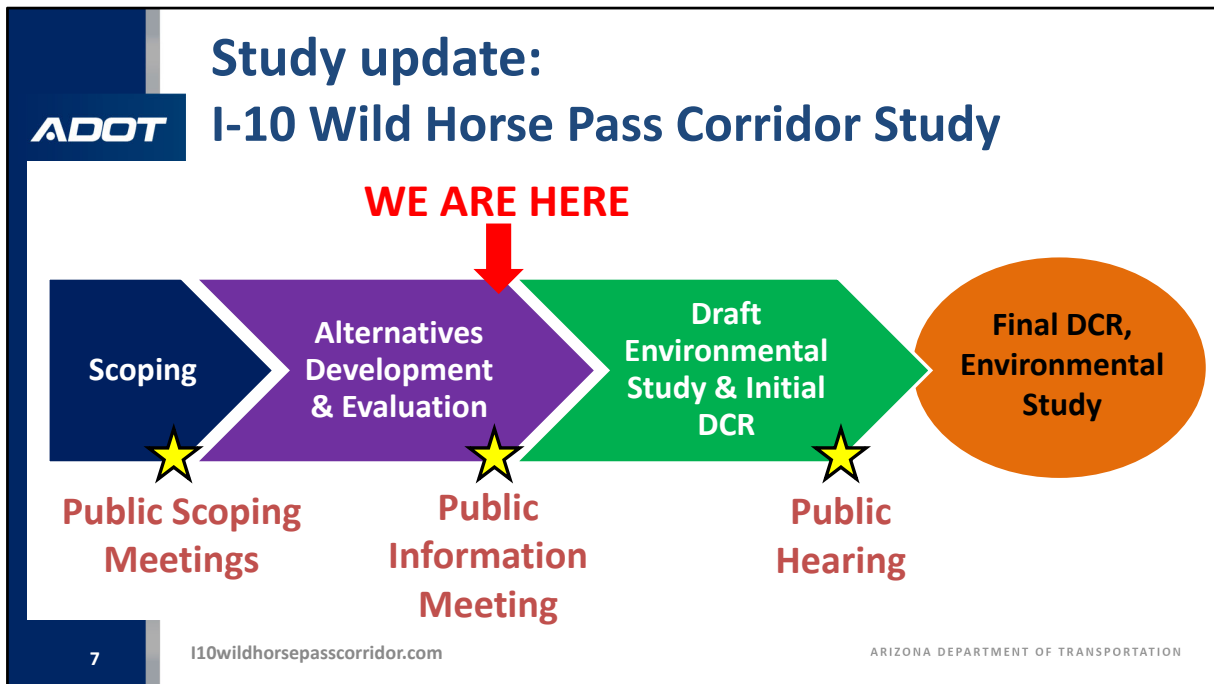 Study update:
I-10 Wild Horse Pass Corridor Study
ADOT
WE ARE HERE
Scoping
Alternatives
Development
& Evaluation
Draft
Environmental
Study & Initial
DCR
Final DCR,
Environmental
Study
Public Scoping
Meetings
Public
Information
Meeting
Public
Hearing
7
I10wildhorsepasscorridor.com
ARIZONA DEPARTMENT OF TRANSPORTATION